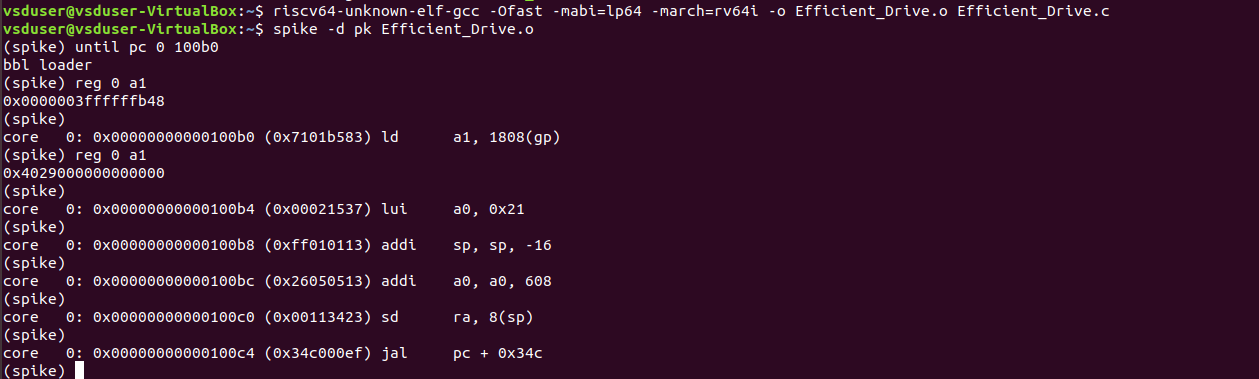 vsduser@vsduser-VirtualBox:~$ riscv64-unknown-elf-gcc -Ofast -mabi=lp64 -march=rv64i -o Efficient_Drive.o Efficient_Drive.c
vsduser@vsduser-VirtualBox:~$ spike -d pk Efficient_Drive.o
(spike) until pc 0 100b0
bbl loader
(spike) reg 0 a1
0x0000003ffffffb48
(spike)
core   0: 0x00000000000100b0 (0x7101b583) ld      a1, 1808(gp)
(spike) reg 0 a1
0x4029000000000000
(spike)
core   0: 0x00000000000100b4 (0x00021537) lui     a0, 0x21
(spike)
core   0: 0x00000000000100b8 (0xff010113) addi    sp, sp, -16
(spike)
core   0: 0x00000000000100bc (0x26050513) addi    a0, a0, 608
(spike)
core   0: 0x00000000000100c0 (0x00113423) sd      ra, 8(sp)
(spike)
core   0: 0x00000000000100c4 (0x34c000ef) jal     pc + 0x34c
(spike)